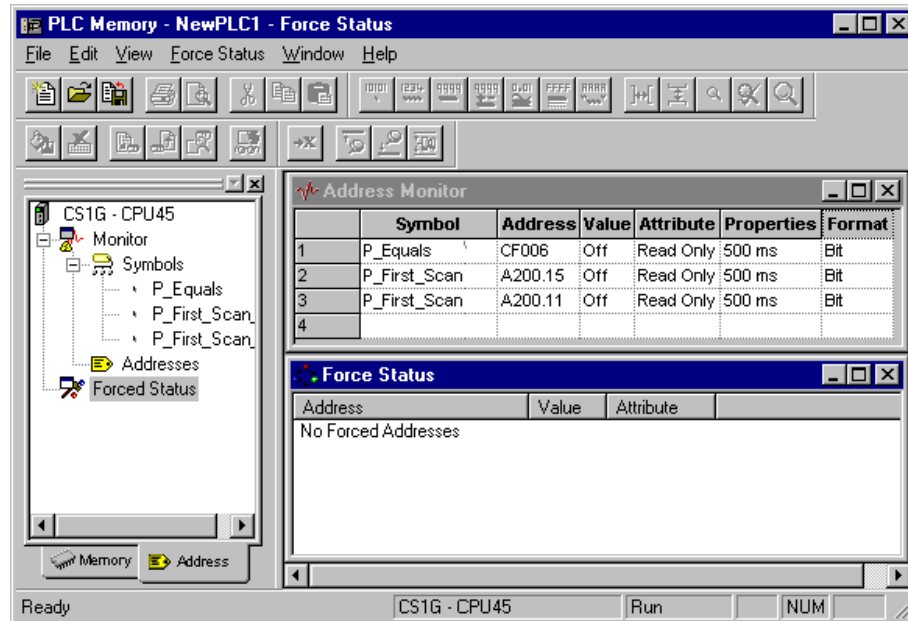 PLC Memory - NewPLC1 - Force Status
File Edit View Force Status Window Help
CS1G - CPU45
Monitor
Symbols
P_Equals
P_First_Scan_
P_First_Scan_
Addresses
Forced Status
Memory Address
Address Monitor
Symbol Address Value Attribute Properties Format
1 P_Equals CF006 Off Read Only 500 ms Bit
2 P_First_Scan A200.15 Off Read Only 500 ms Bit
3 P_First_Scan A200.11 Off Read Only 500 ms Bit
4
Force Status
Address Value Attribute
No Forced Addresses
Ready CS1G - CPU45 Run NUM